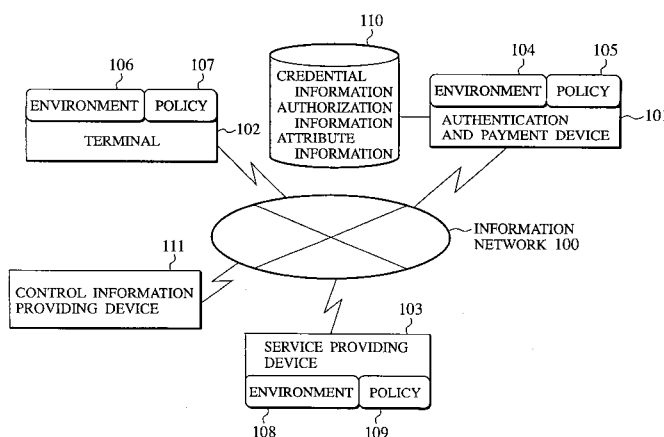 110
106
107
104
105
CREDENTIAL
INFORMATION
AUTHORIZATION
INFORMATION
ATTRIBUTE
INFORMATION
ENVIRONMENT
POLICY
TERMINAL
102
ENVIRONMENT
POLICY
AUTHENTICATION
AND PAYMENT DEVICE
101
INFORMATION
NETWORK 100
111
CONTROL INFORMATION
PROVIDING DEVICE
103
SERVICE PROVIDING
DEVICE
ENVIRONMENT
POLICY
108
109